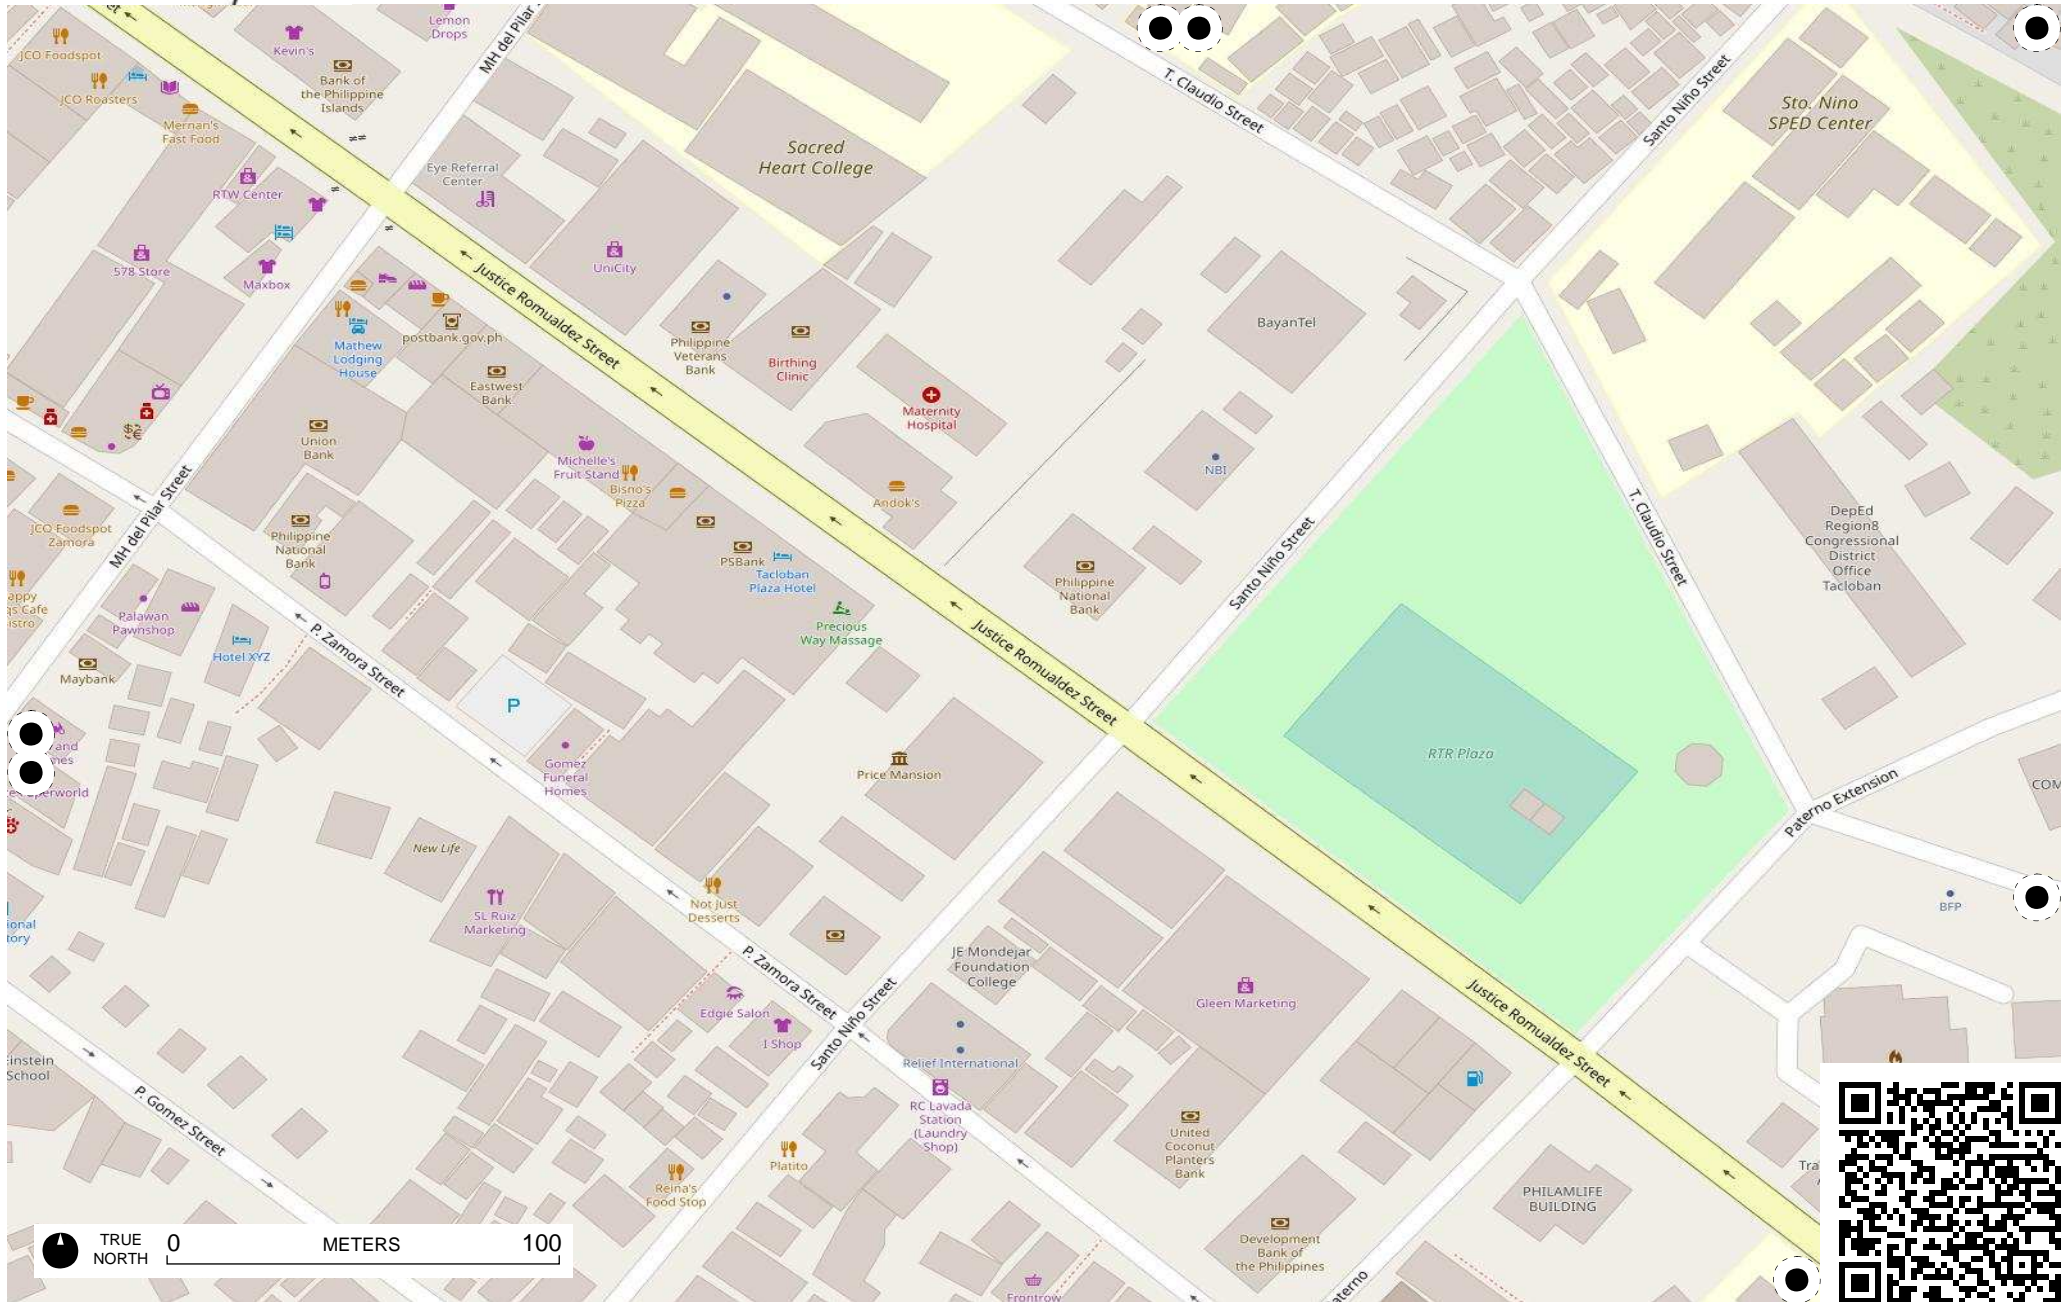 JCO Foodspot
Kevin's
Lemon
Drops
MH del Pilar
JCO Roasters
Bank of
the Philippine
Islands
Mernan's
Fast Food
T. Claudio Street
Santo Niño Street
Sto. Nino
SPED Center
Sacred
Heart College
Eye Referral
Center
RTW Center
578 Store
Maxbox
UniCity
Justice Romualdez Street
BayanTel
Mathew
Lodging
House
postbank.gov.ph
Philippine
Veterans
Bank
Birthing
Clinic
Eastwest
Bank
Maternity
Hospital
Union
Bank
Michelle's
Fruit Stand
Bisno's
Pizza
Andok's
NBI
MH del Pilar Street
JCO Foodspot
Zamora
Philippine
National
Bank
PSBank
Tacloban
Plaza Hotel
Philippine
National
Bank
Santo Niño Street
T. Claudio Street
DepEd
Region8
Congressional
District
Office
Tacloban
Palawan
Pawnshop
Hotel XYZ
Maybank
P. Zamora Street
Precious
Way Massage
Justice Romualdez Street
P
Gomez
Funeral
Homes
Price Mansion
RTR Plaza
Paterno Extension
COM
New Life
SL Ruiz
Marketing
Not Just
Desserts
BFP
P. Zamora Street
Santo Niño Street
JE Mondejar
Foundation
College
Gleen Marketing
Justice Romualdez Street
Edgie Salon
I Shop
Relief International
Einstein
School
P. Gomez Street
RC Lavada
Station
(Laundry
Shop)
United
Coconut
Planters
Bank
Platito
Reina's
Food Stop
PHILAMLIFE
BUILDING
Tra
Development
Bank of
the Philippines
Frontrow
aterno
TRUE
NORTH
0 METERS 100